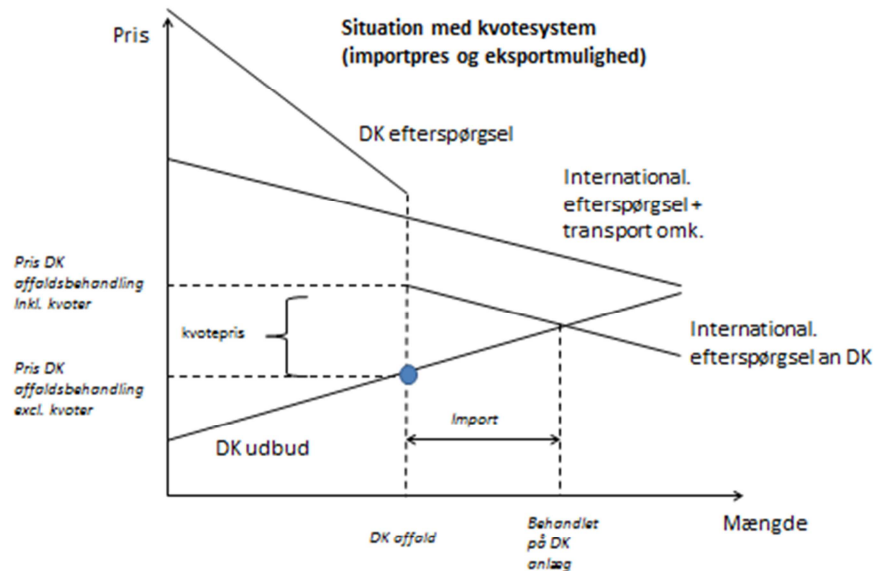 Situation med kvotesystem
(importpres og eksportmulighed)
Pris
DK efterspørgsel
International.
efterspørgsel +
transport omk.
Pris DK
affaldsbehandling
Inkl. kvoter
kvotepris
International.
efterspørgsel an DK
Pris DK
affaldsbehandling
excl. kvoter
Import
DK udbud
Mængde
DK affald
Behandlet
på DK
anlæg